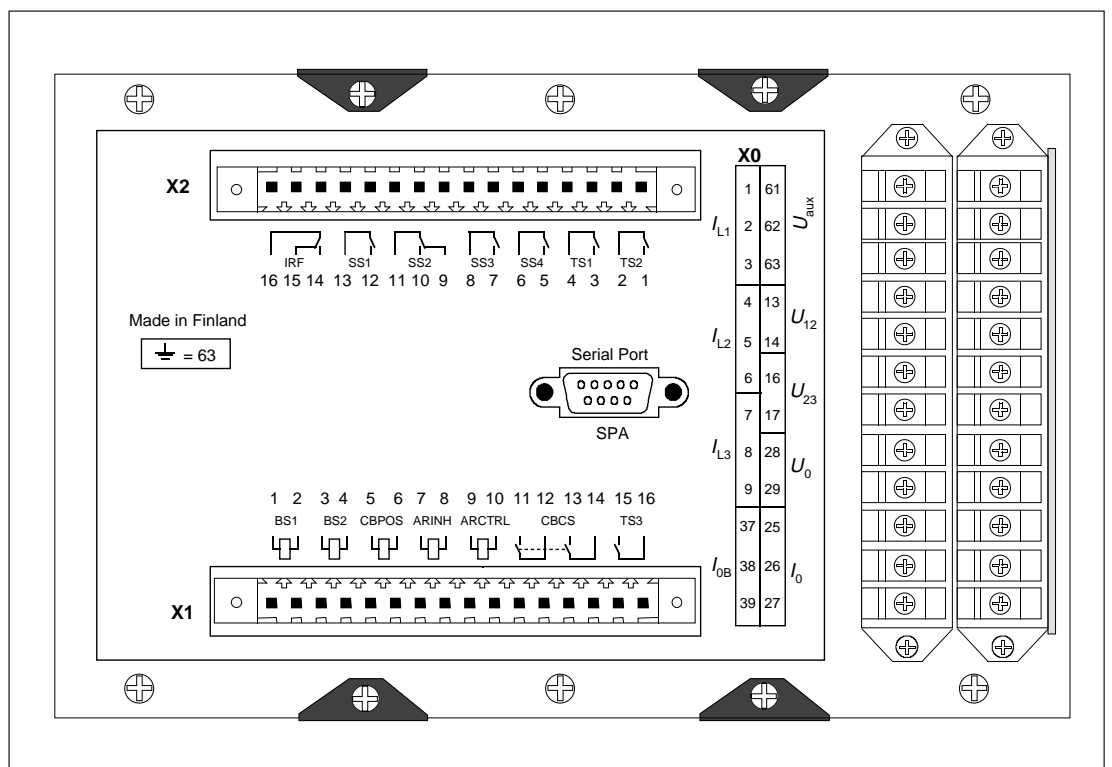 X0
X2
1 61
I L1 2 62 U aux
3 63
IRF SS1 SS2 SS3 SS4 TS1 TS2
16 15 14 13 12 11 10 9 8 7 6 5 4 3 2 1
4 13
U 12
Made in Finland
I L2 5 14
= 63
Serial Port
6 16
U 23
7 17
SPA
I L3 8 28 U 0
9 29
1 2 3 4 5 6 7 8 9 10 11 12 13 14 15 16
BS1 BS2 CBPOS ARINH ARCTRL CBCS TS3
37 25
I 0B 38 26 I 0
39 27
X1